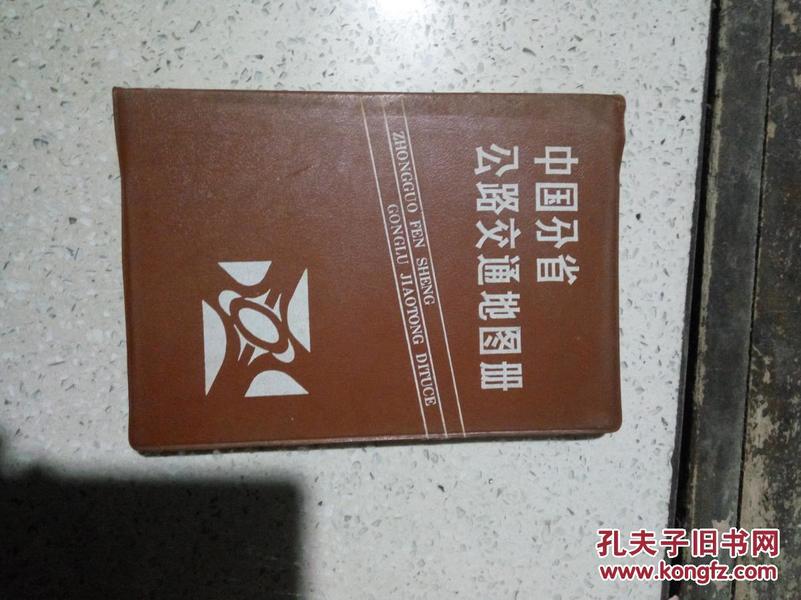 中国分省
公路交通地图册
ZHONGGUO FEN SHENG
GONGLU JIAOTONG DITUCE
孔夫子旧书网
www.kongfz.com